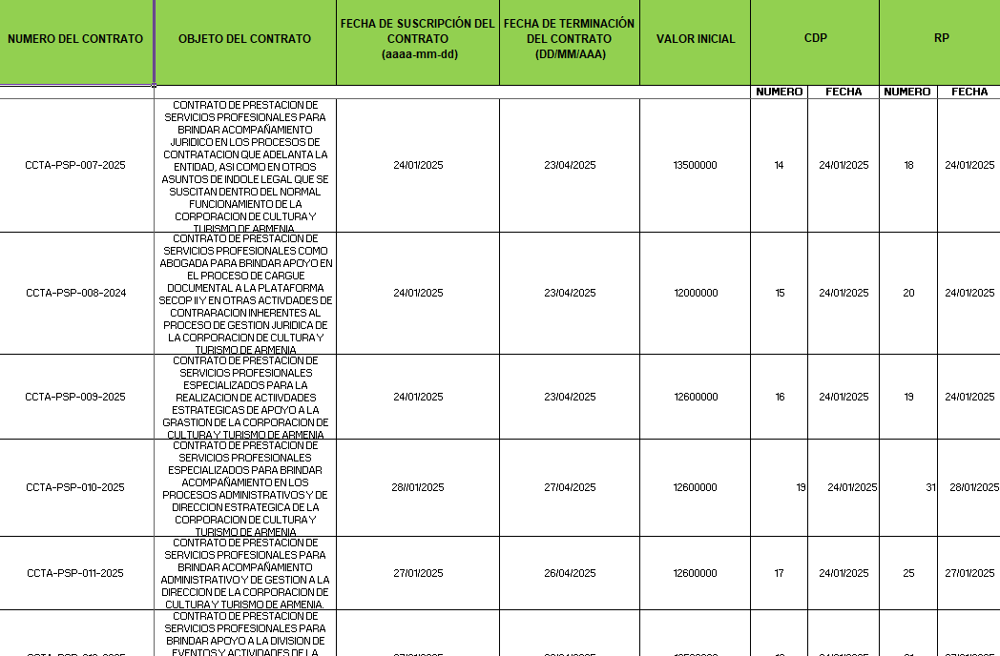 NUMERO DEL CONTRATO
OBJETO DEL CONTRATO
FECHA DE SUSCRIPCIÓN DEL
CONTRATO
(aaaa-mm-dd)
FECHA DE TERMINACIÓN
DEL CONTRATO
(DD/MM/AAA)
VALOR INICIAL
CDP
RP
NUMERO
FECHA
NUMERO
FECHA
CCTA-PSP-007-2025
CONTRATO DE PRESTACION DE
SERVICIOS PROFESIONALES PARA
BRINDAR ACOMPAÑAMIENTO
JURIDICO EN LOS PROCESOS DE
CONTRATACION QUE ADELANTA LA
ENTIDAD, ASI COMO EN OTROS
ASUNTOS DE INDOLE LEGAL QUE SE
SUSCITAN DENTRO DEL NORMAL
FUNCIONAMIENTO DE LA
CORPORACION DE CULTURA Y
TURISMO DE ARMENIA
24/01/2025
23/04/2025
13500000
14
24/01/2025
18
24/01/2025
CCTA-PSP-008-2024
CONTRATO DE PRESTACION DE
SERVICIOS PROFESIONALES COMO
ABOGADA PARA BRINDAR APOYO EN
EL PROCESO DE CARGUE
DOCUMENTAL A LA PLATAFORMA
SECOP II Y EN OTRAS ACTIVDADES DE
CONTRARACION INHERENTES AL
PROCESO DE GESTION JURIDICA DE
LA CORPORACION DE CULTURA Y
TURISMO DE ARMENIA
24/01/2025
23/04/2025
12000000
15
24/01/2025
20
24/01/2025
CCTA-PSP-009-2025
CONTRATO DE PRESTACION DE
SERVICIOS PROFESIONALES
ESPECIALIZADOS PARA LA
REALIZACION DE ACTIIVDADES
ESTRATEGICAS DE APOYO A LA
GRASTION DE LA CORPORACION DE
CULTURA Y TURISMO DE ARMENIA
24/01/2025
23/04/2025
12600000
16
24/01/2025
19
24/01/2025
CCTA-PSP-010-2025
CONTRATO DE PRESTACION DE
SERVICIOS PROFESIONALES
ESPECIALIZADOS PARA BRINDAR
ACOMPAÑAMIENTO EN LOS
PROCESOS ADMINISTRATIVOS Y DE
DIRECCION ESTRATEGICA DE LA
CORPORACION DE CULTURA Y
TURISMO DE ARMENIA
28//01/2025
27/04/2025
12600000
19
24/01/2025
31
28/01/2025
CCTA-PSP-011-2025
CONTRATO DE PRESTACION DE
SERVICIOS PROFESIONALES PARA
BRINDAR ACOMPAÑAMIENTO
ADMINISTRATIVO Y DE GESTION A LA
DIRECCION DE LA CORPORACION DE
CULTURA Y TURISMO DE ARMENIA.
27/01/2025
26/04/2025
12600000
17
24/01/2025
25
27/01/2025
CONTRATO DE PRESTACION DE
SERVICIOS PROFESIONALES PARA
BRINDAR APOYO A LA DIVISION DE
EVENTOS Y ACTIVIDADES DE LA